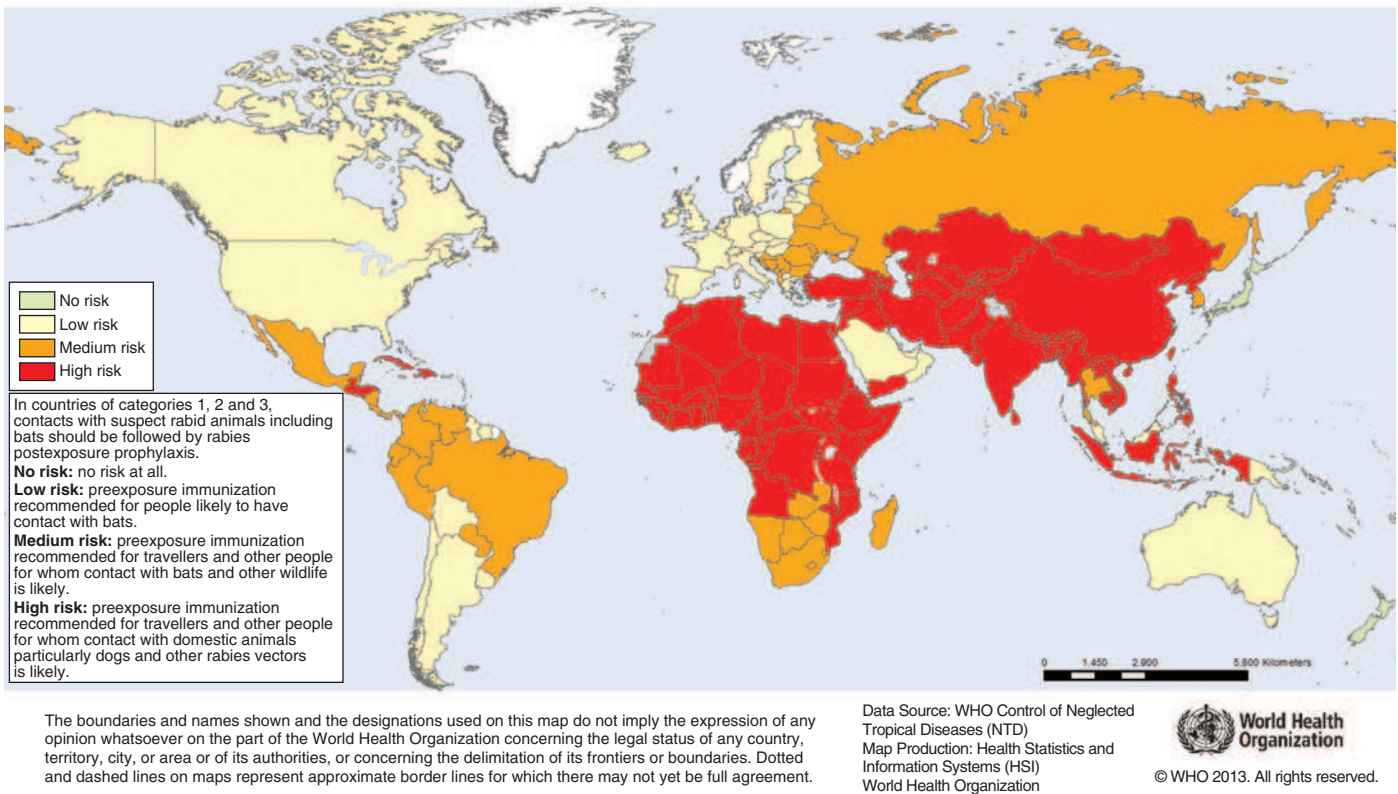 No risk
Low risk
Medium risk
High risk
In countries of categories 1, 2 and 3,
contacts with suspect rabid animals including
bats should be followed by rabies
postexposure prophylaxis.
No risk: no risk at all.
Low risk: preexposure immunization
recommended for people likely to have
contact with bats.
Medium risk: preexposure immunization
recommended for travellers and other people
for whom contact with bats and other wildlife
is likely.
High risk: preexposure immunization
recommended for travellers and other people
for whom contact with domestic animals
particularly dogs and other rabies vectors
is likely.
0 1.450 2.900 5.800 Kilometers
The boundaries and names shown and the designations used on this map do not imply the expression of any
opinion whatsoever on the part of the World Health Organization concerning the legal status of any country,
territory, city, or area or of its authorities, or concerning the delimitation of its frontiers or boundaries. Dotted
and dashed lines on maps represent approximate border lines for which there may not yet be full agreement.
Data Source: WHO Control of Neglected
Tropical Diseases (NTD)
Map Production: Health Statistics and
Information Systems (HSI)
World Health Organization
World Health
Organization
© WHO 2013. All rights reserved.